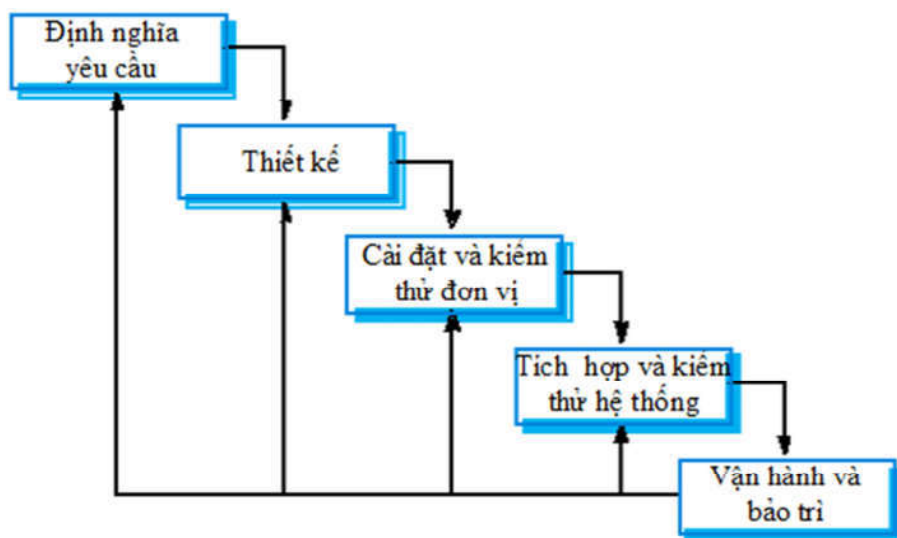 Định nghĩa
yêu cầu
Thiết kế
Cài đặt và kiểm
thử đơn vị
Tích hợp và kiểm
thử hệ thống
Vận hành và
bảo trì